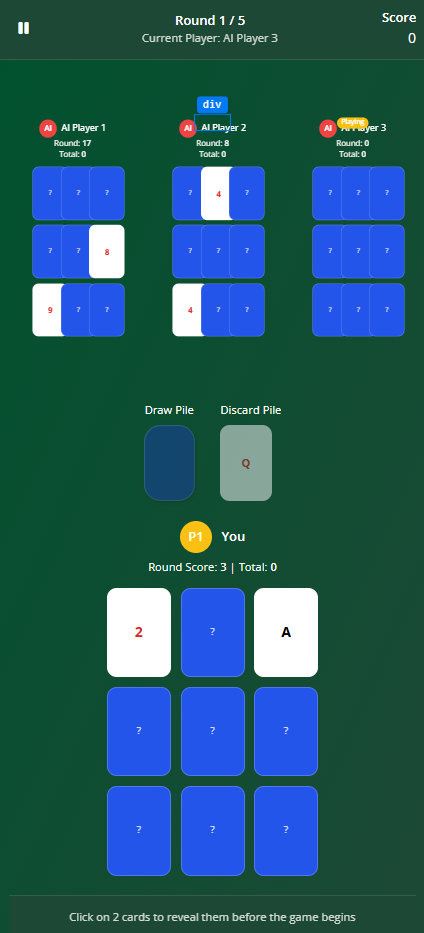 Round 1 / 5
Current Player: AI Player 3
Score
0
div
AI AI Player 1
Round: 17
Total: 0
AI AI Player 2
Round: 8
Total: 0
Playing
AI AI Player 3
Round: 0
Total: 0
? ? ?
? 4 ?
? ? ?
? ? 8
? ? ?
? ? ?
9 ? ?
4 ? ?
? ? ?
Draw Pile
Discard Pile
Q
P1 You
Round Score: 3 | Total: 0
2 ? A
? ? ?
? ? ?
Click on 2 cards to reveal them before the game begins